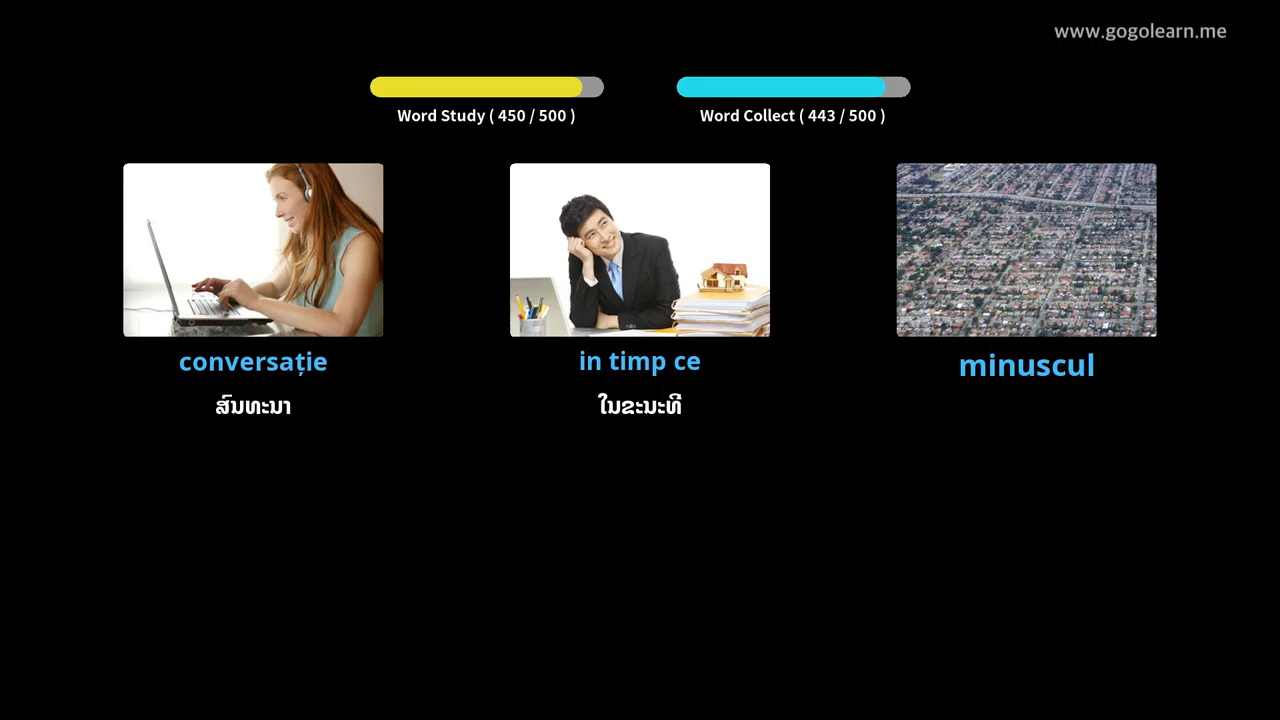 www.gogolearn.me
Word Study ( 450 / 500 )
Word Collect ( 443 / 500 )
conversație
in timp ce
minuscul
ສົນທະນາ
ໃນຂະນະທີ